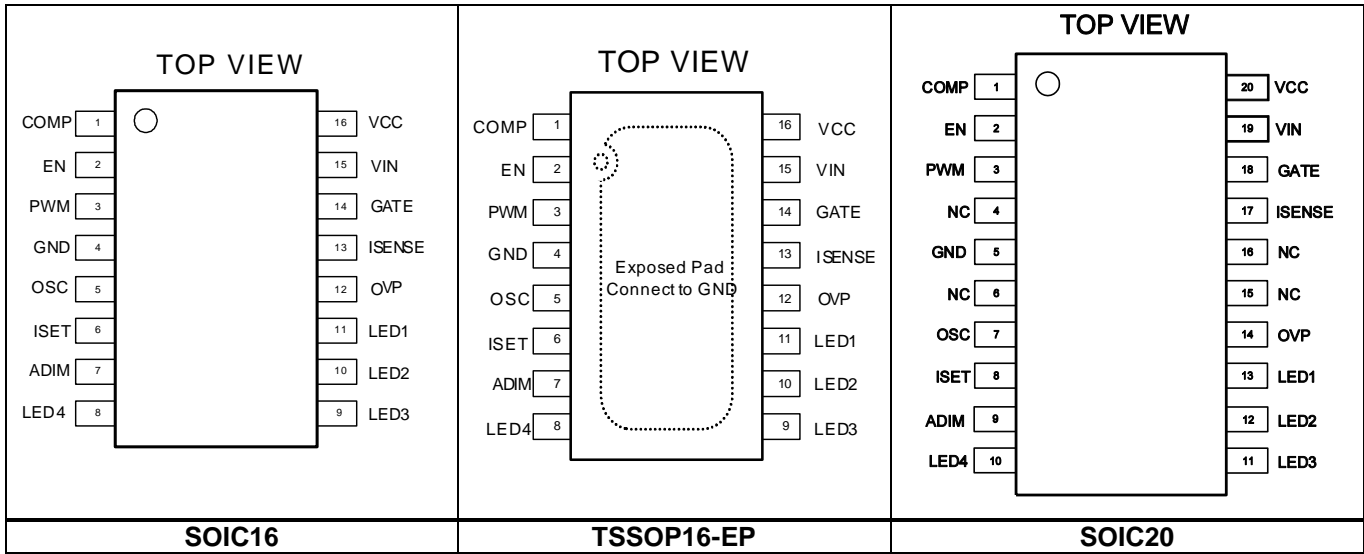 TOP VIEW
COMP 1
EN 2
PWM 3
GND 4
OSC 5
ISET 6
ADIM 7
LED4 8
16 VCC
15 VIN
14 GATE
13 ISENSE
12 OVP
11 LED1
10 LED2
9 LED3
SOIC16
TOP VIEW
COMP 1
EN 2
PWM 3
GND 4
OSC 5
ISET 6
ADIM 7
LED4 8
Exposed Pad
Connect to GND
16 VCC
15 VIN
14 GATE
13 ISENSE
12 OVP
11 LED1
10 LED2
9 LED3
TSSOP16-EP
TOP VIEW
COMP 1
EN 2
PWM 3
NC 4
GND 5
NC 6
OSC 7
ISET 8
ADIM 9
LED4 10
20 VCC
19 VIN
18 GATE
17 ISENSE
16 NC
15 NC
14 OVP
13 LED1
12 LED2
11 LED3
SOIC20